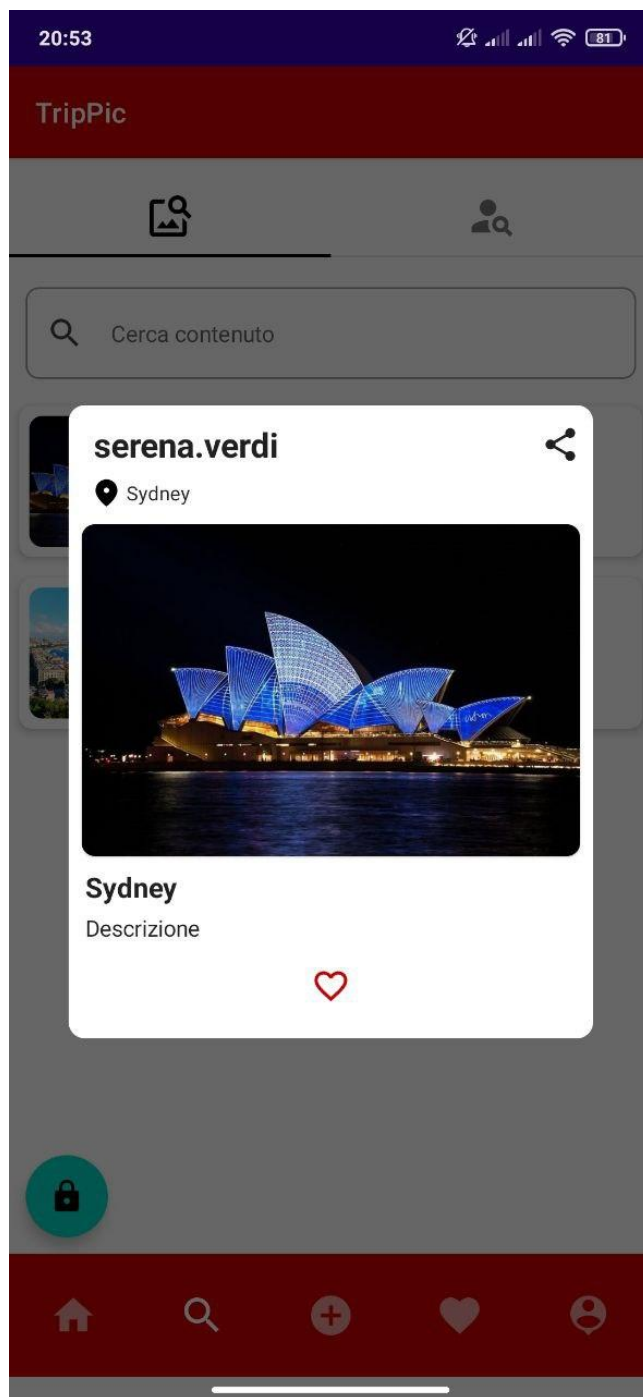 20:53
81
TripPic
Cerca contenuto
serena.verdi
Sydney
Sydney
Descrizione